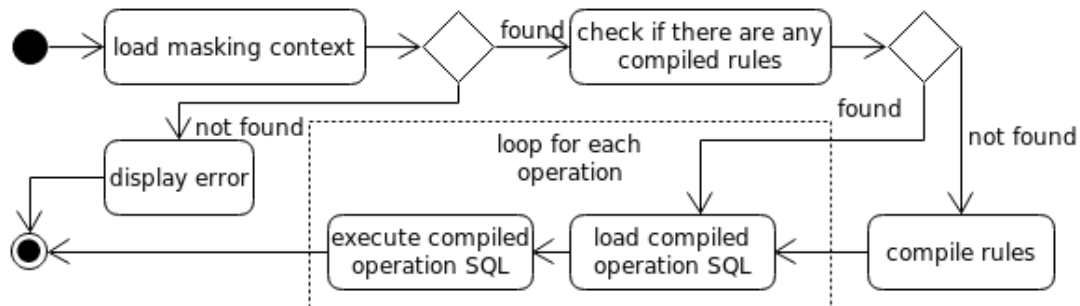 load masking context
found
check if there are any
compiled rules
found
not found
not found
loop for each
operation
display error
execute compiled
operation SQL
load compiled
operation SQL
compile rules